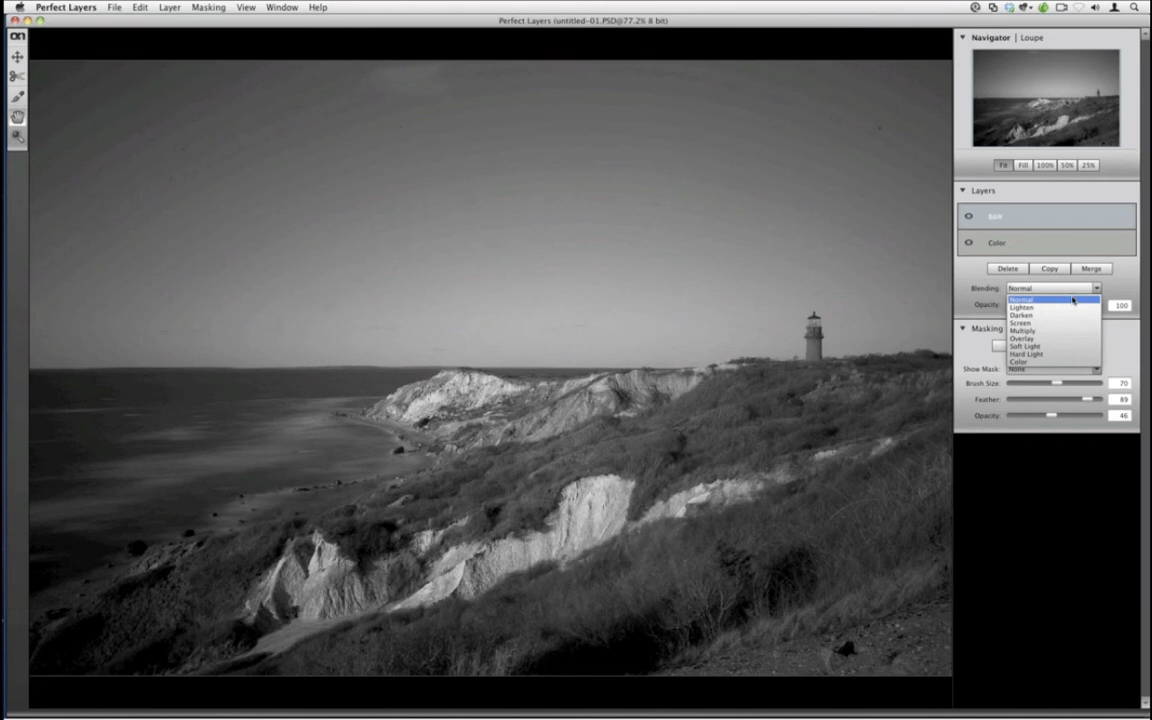 Perfect Layers File Edit Layer Masking View Window Help
Perfect Layers (untitled-01.PSD@77.2% 8 bit)
on
Navigator | Loupe
Fit Fill 100% 50% 25%
Layers
B&W
Color
Delete Copy Merge
Blending: Normal
Normal
Opacity: 100
Lighten
Darken
Screen
Masking
Multiply
Overlay
Soft Light
Hard Light
Color
Show Mask: None
Brush Size: 70
Feather: 89
Opacity: 46